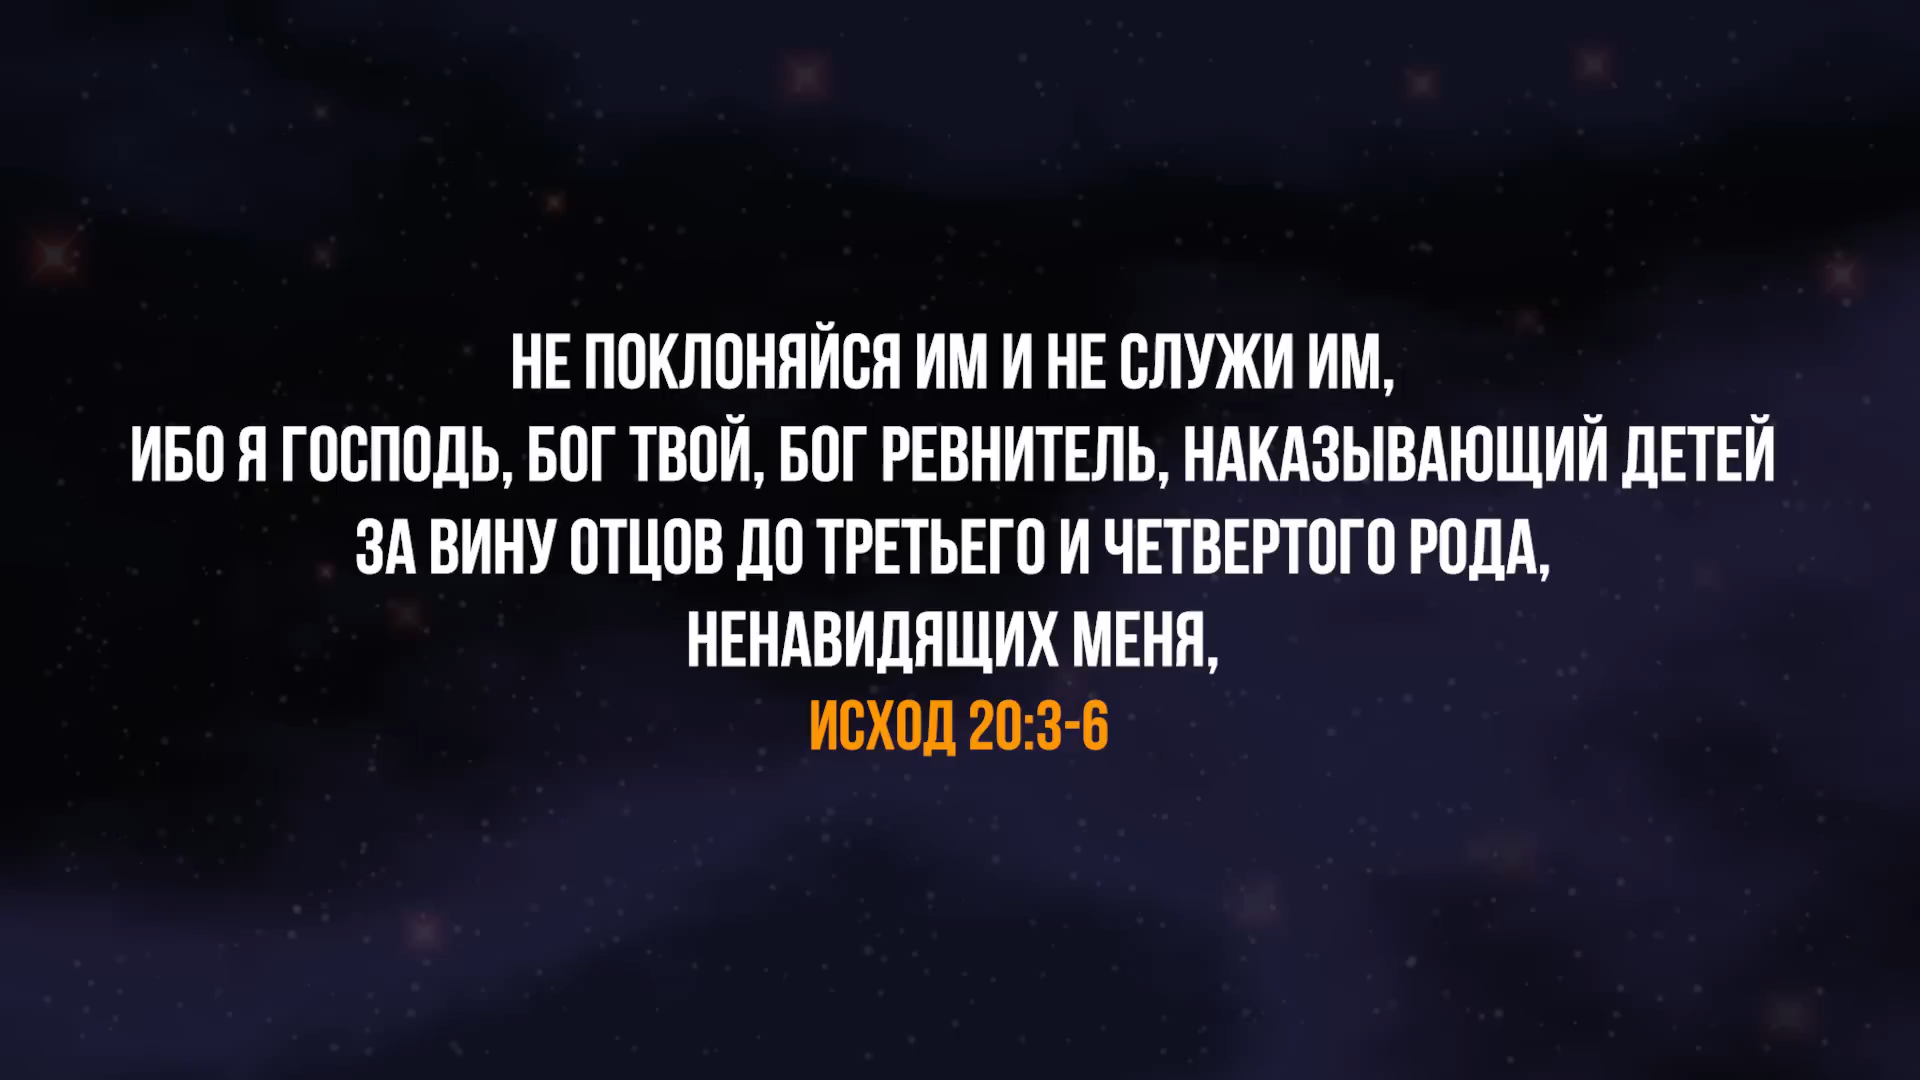 НЕ ПОКЛОНЯЙСЯ ИМ И НЕ СЛУЖИ ИМ,
ИБО Я ГОСПОДЬ, БОГ ТВОЙ, БОГ РЕВНИТЕЛЬ, НАКАЗЫВАЮЩИЙ ДЕТЕЙ
ЗА ВИНУ ОТЦОВ ДО ТРЕТЬЕГО И ЧЕТВЕРТОГО РОДА,
НЕНАВИДЯЩИХ МЕНЯ,
ИСХОД 20:3-6